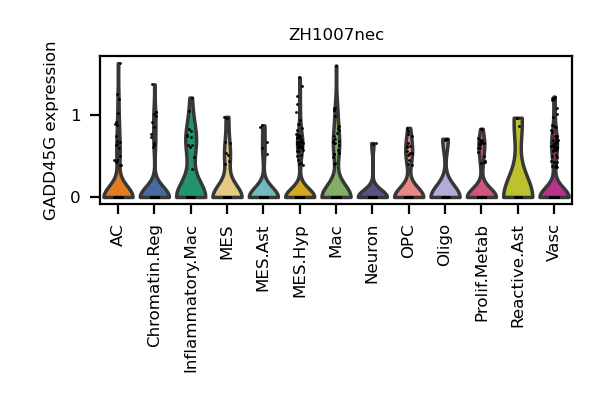 ZH1007nec
GADD45G expression
1
0
AC
Chromatin.Reg
Inflammatory.Mac
MES
MES.Ast
MES.Hyp
Mac
Neuron
OPC
Oligo
Prolif.Metab
Reactive.Ast
Vasc